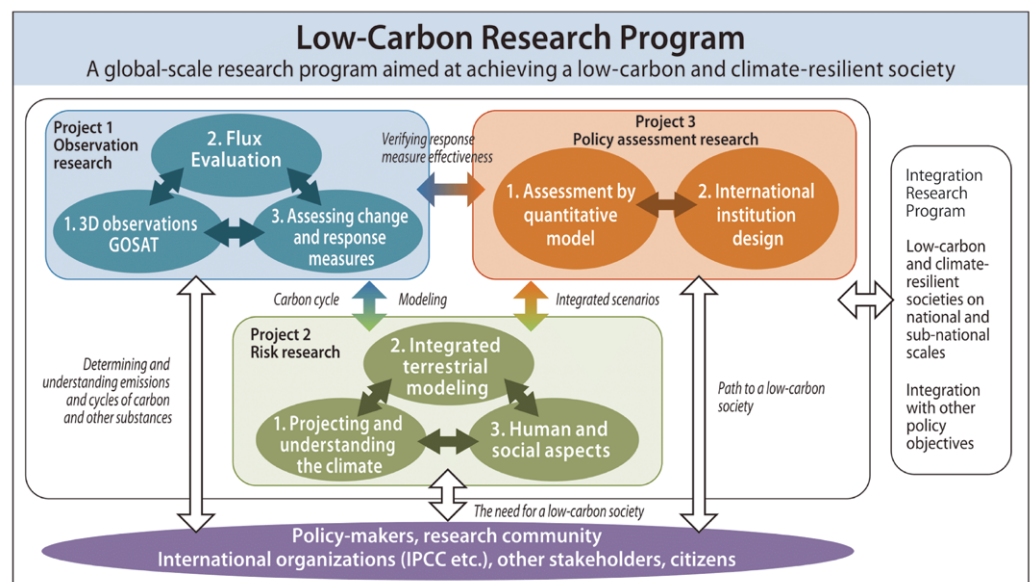 Low-Carbon Research Program
A global-scale research program aimed at achieving a low-carbon and climate-resilient society
Project 1
Observation
research
2. Flux
Evaluation
1. 3D observations
GOSAT
3. Assessing change
and response
measures
Verifying response
measure effectiveness
Project 3
Policy assessment research
1. Assessment by
quantitative
model
2. International
institution
design
Carbon cycle
Modeling
Integrated scenarios
Project 2
Risk research
2. Integrated
terrestrial
modeling
1. Projecting and
understanding
the climate
3. Human and
social aspects
Determining and
understanding emissions
and cycles of carbon
and other substances
Path to a low-carbon
society
The need for a low-carbon society
Integration
Research
Program
Low-carbon
and climate-
resilient
societies on
national and
sub-national
scales
Integration
with other
policy
objectives
Policy-makers, research community
International organizations (IPCC etc.), other stakeholders, citizens